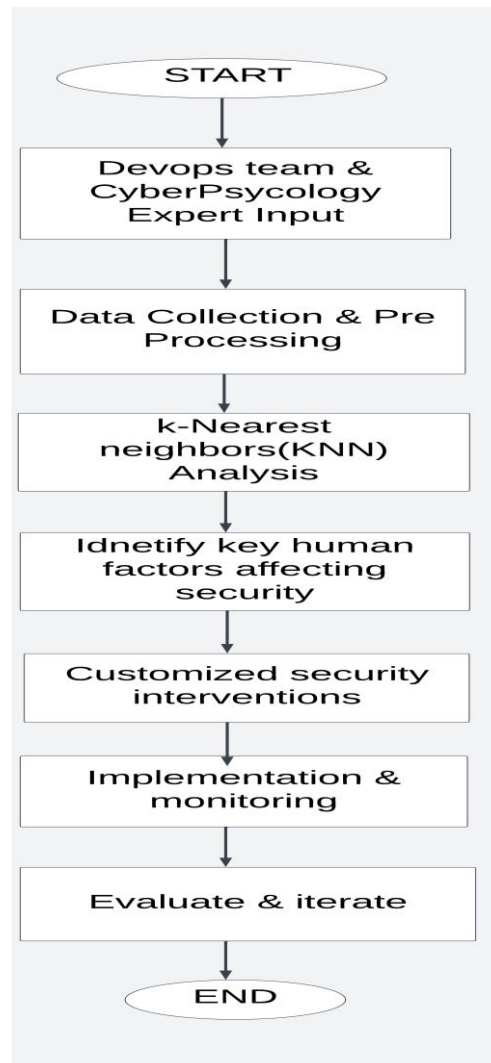 START
Devops team &
CyberPsycology
Expert Input
Data Collection & Pre
Processing
k-Nearest
neighbors(KNN)
Analysis
Idnetify key human
factors affecting
security
Customized security
interventions
Implementation &
monitoring
Evaluate & iterate
END